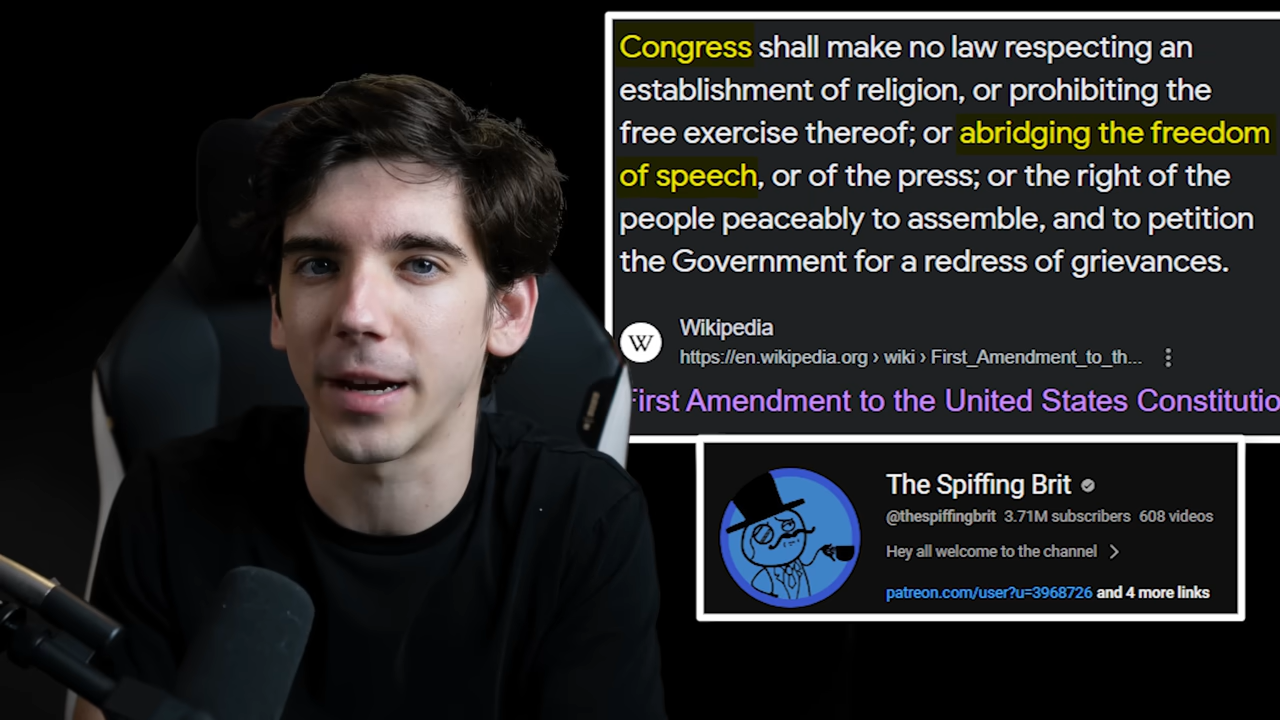 Congress shall make no law respecting an
establishment of religion, or prohibiting the
free exercise thereof; or abridging the freedom
of speech, or of the press; or the right of the
people peaceably to assemble, and to petition
the Government for a redress of grievances.
W
Wikipedia
https://en.wikipedia.org › wiki › First_Amendment_to_th...
First Amendment to the United States Constitutio
The Spiffing Brit
@thespiffingbrit 3.71M subscribers 608 videos
Hey all welcome to the channel
patreon.com/user?u=3968726 and 4 more links